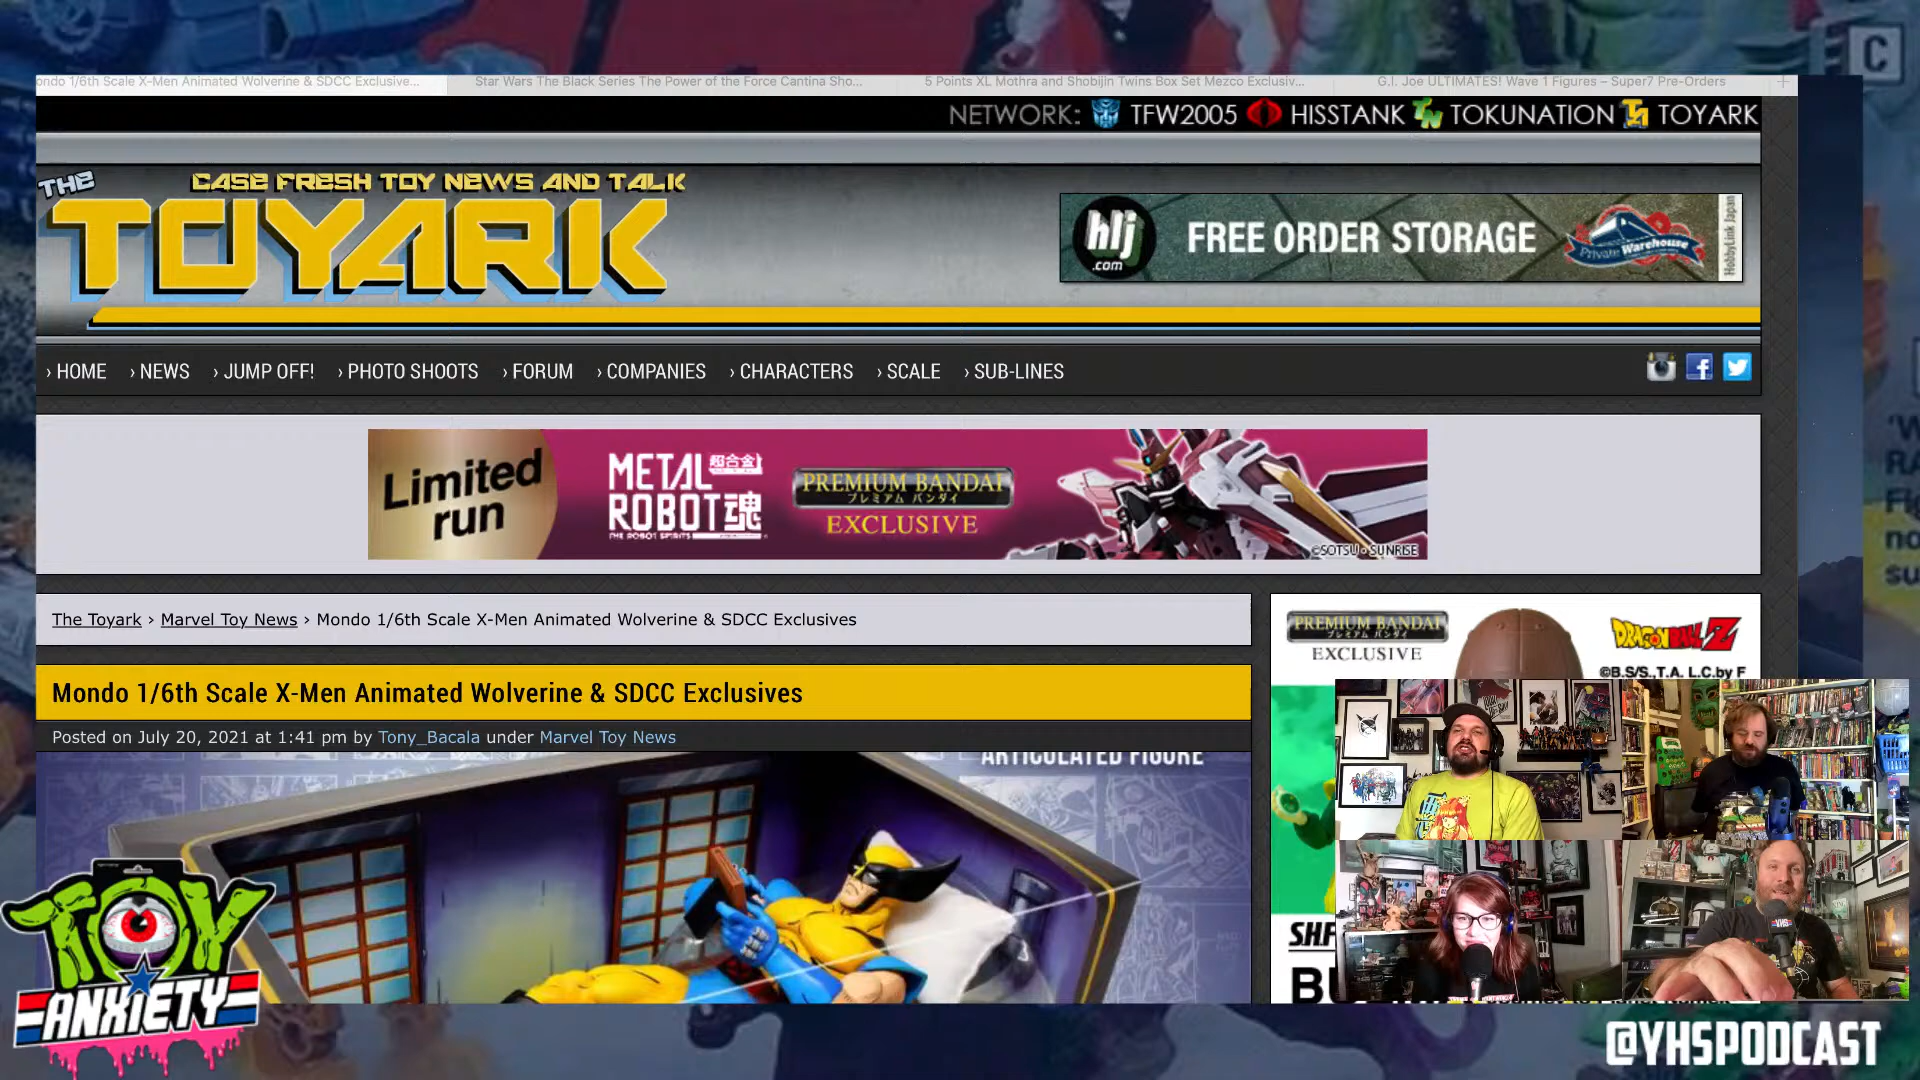 C
ondo 1/6th Scale X-Men Animated Wolverine & SDCC Exclusive...
Star Wars The Black Series The Power of the Force Cantina Sho...
5 Points XL Mothra and Shobijin Twins Box Set Mezco Exclusiv...
G.I. Joe ULTIMATES! Wave 1 Figures – Super7 Pre-Orders
NETWORK: TFW2005 HISSTANK TN TOKUNATION TOYARK
THE CASE FRESH TOY NEWS AND TALK
TOYARK
hlj
.com
FREE ORDER STORAGE
Private Warehouse
HobbyLink Japan
› HOME › NEWS › JUMP OFF! › PHOTO SHOOTS › FORUM › COMPANIES › CHARACTERS › SCALE › SUB-LINES
Limited
run
METAL 超合金
ROBOT魂
THE ROBOT SPIRITS
PREMIUM BANDAI
プレミアム バンダイ
EXCLUSIVE
©SOTSU・SUNRISE
The Toyark › Marvel Toy News › Mondo 1/6th Scale X-Men Animated Wolverine & SDCC Exclusives
Mondo 1/6th Scale X-Men Animated Wolverine & SDCC Exclusives
Posted on July 20, 2021 at 1:41 pm by Tony_Bacala under Marvel Toy News
ARTICULATED FIGURE
PREMIUM BANDAI
プレミアム バンダイ
EXCLUSIVE
DRAGON BALL Z
©B.S/S.,T.A. L.C.by F
S.H.F
TOY
ANXIETY
@YHSPODCAST